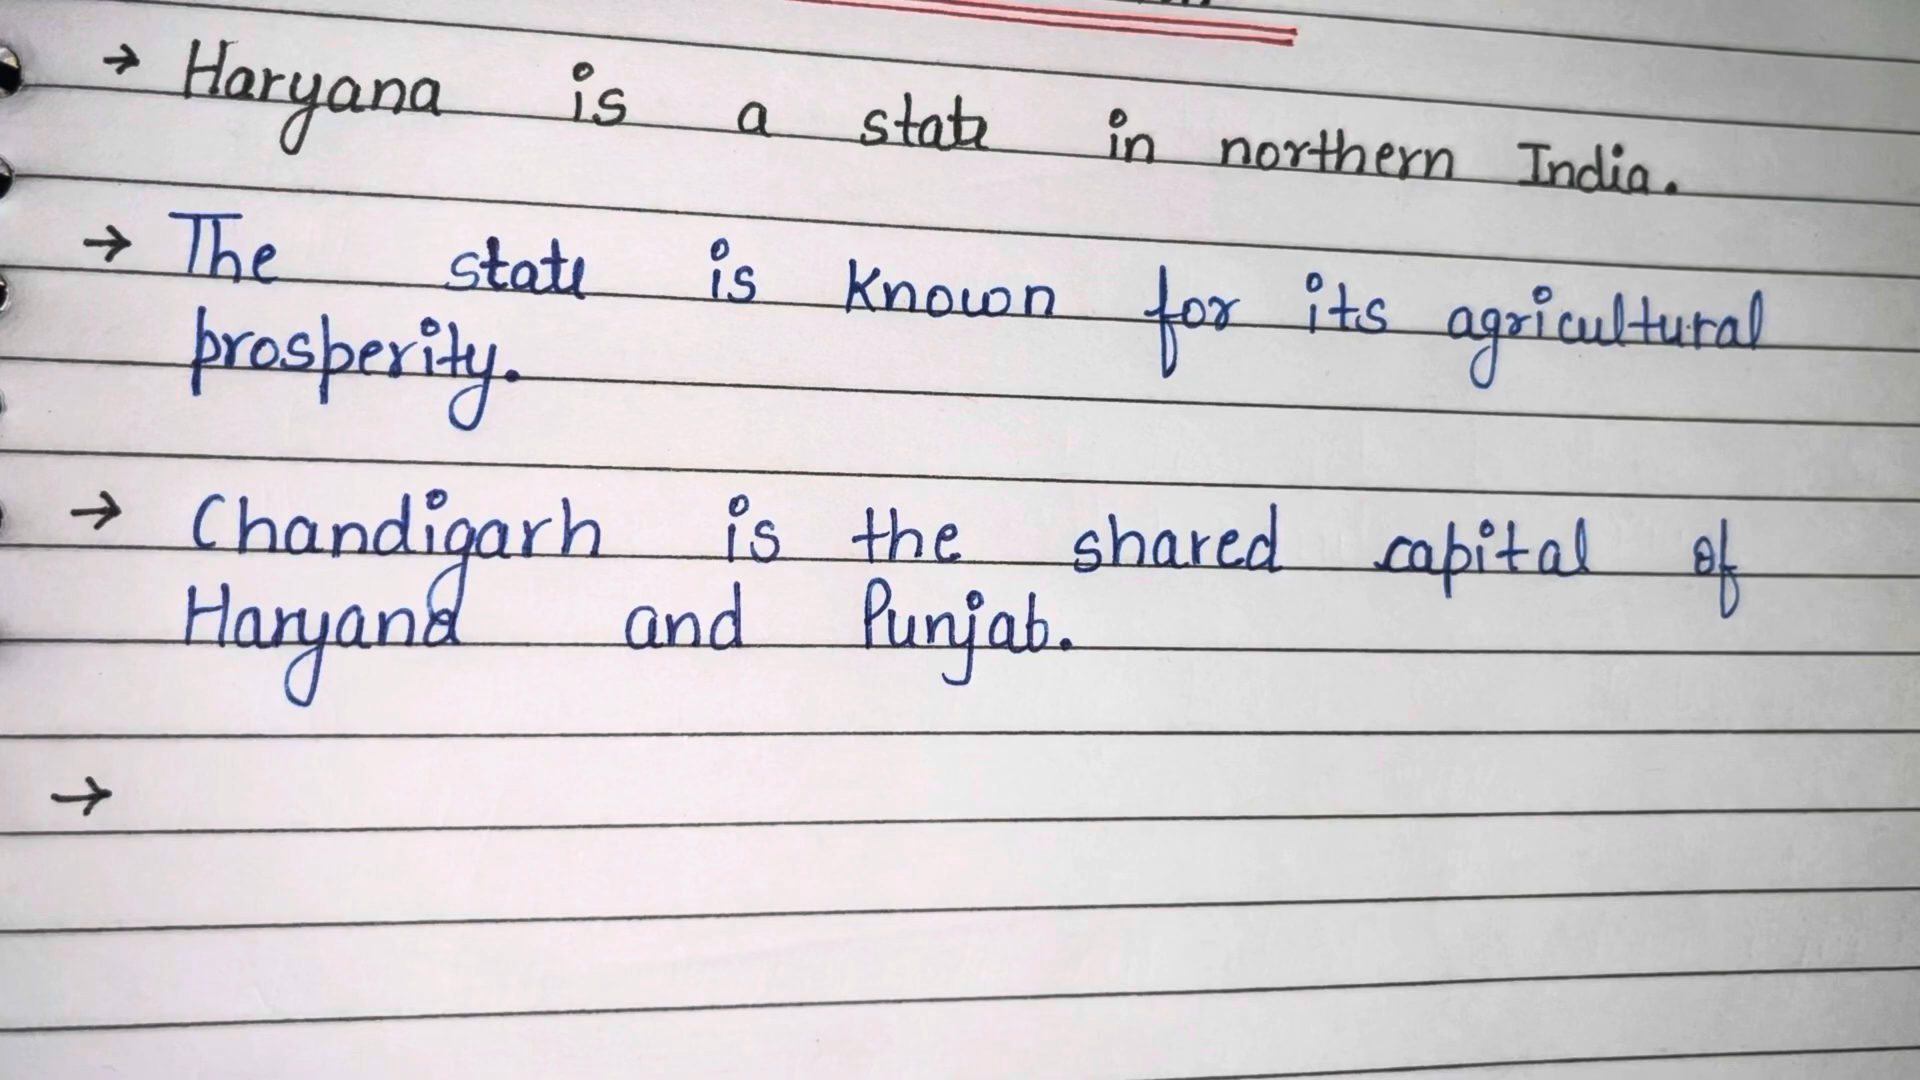 → Haryana is a state in northern India.
→ The state is known for its agricultural
prosperity.
→ Chandigarh is the shared capital of
Haryana and Punjab.
→